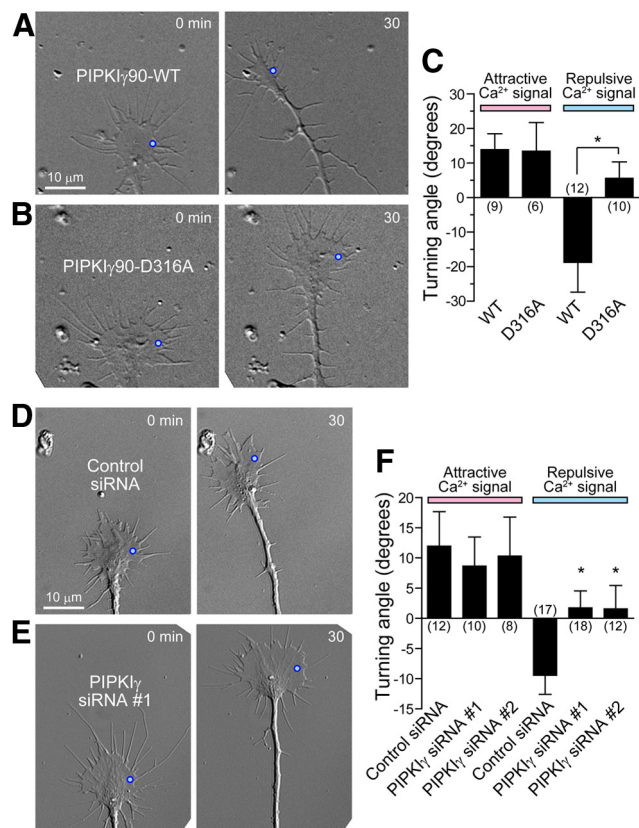 A
0 min
PIPKIγ90-WT
10 μm
30
B
0 min
PIPKIγ90-D316A
30
C
Attractive
Ca²⁺ signal
Repulsive
Ca²⁺ signal
Turning angle (degrees)
30
20
10
0
-10
-20
-30
*
(9)
(6)
(12)
(10)
WT
D316A
WT
D316A
D
0 min
Control
siRNA
10 μm
30
E
0 min
PIPKIγ
siRNA #1
30
F
Attractive
Ca²⁺ signal
Repulsive
Ca²⁺ signal
Turning angle (degrees)
20
15
10
5
0
-5
-10
-15
*
*
(12)
(10)
(8)
(17)
(18)
(12)
Control siRNA
PIPKIγ siRNA #1
PIPKIγ siRNA #2
Control siRNA
PIPKIγ siRNA #1
PIPKIγ siRNA #2